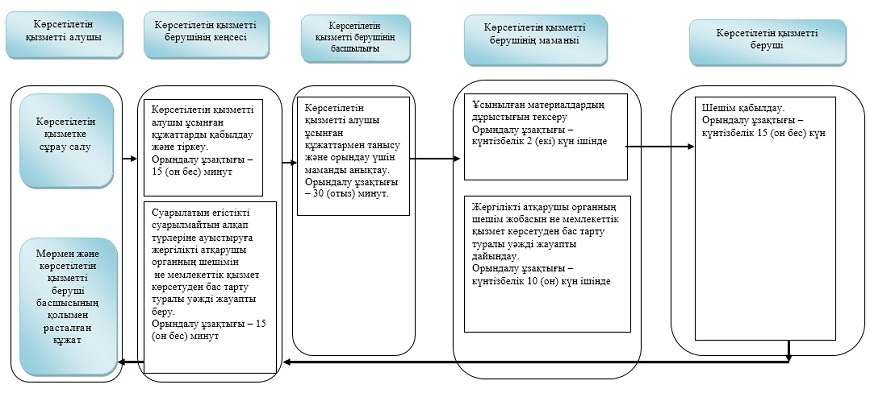 Көрсетілетін
қызметті алушы
Көрсетілетін қызметті
берушінің кеңсесі
Көрсетілетін
қызметті берушінің
басшылығы
Көрсетілетін қызметті
берушінің маманыі
Көрсетілетін қызметті
беруші
Көрсетілетін
қызметке
сұрау салу
Мөрмен және
көрсетілетін
қызметті
беруші
басшысының
қолымен
расталған
құжат
Көрсетілетін қызметті
алушы ұсынған
құжаттарды қабылдау
және тіркеу.
Орындалу ұзақтығы –
15 (он бес) минут
Суарылатын егістікті
суарылмайтын алқап
түрлеріне ауыстыруға
жергілікті атқарушы
органның шешімін
не мемлекеттік қызмет
көрсетуден бас тарту
туралы уәжді жауапты
беру.
Орындалу ұзақтығы – 15
(он бес) минут
Көрсетілетін
қызметті алушы
ұсынған
құжаттармен танысу
және орындау үшін
маманды анықтау.
Орындалу ұзақтығы
– 30 (отыз) минут.
Ұсынылған материалдардың
дұрыстығын тексеру
Орындалу ұзақтығы –
күнтізбелік 2 (екі) күн ішінде
Жергілікті атқарушы органның
шешім жобасын не мемлекеттік
қызмет көрсетуден бас тарту
туралы уәжді жауапты
дайындау.
Орындалу ұзақтығы –
күнтізбелік 10 (он) күн ішінде
Шешім қабылдау.
Орындалу ұзақтығы –
күнтізбелік 15 (он бес) күн